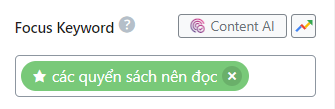 Focus Keyword ? Content AI
các quyển sách nên đọc